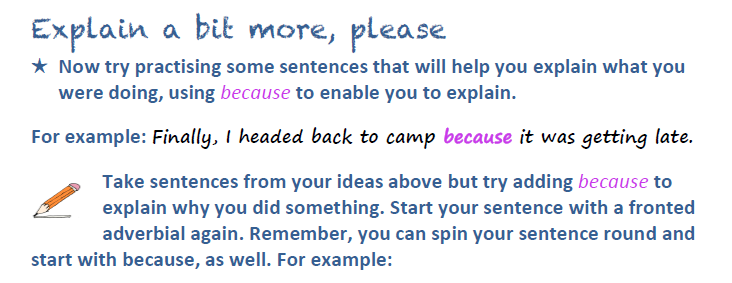 Explain a bit more, please
★ Now try practising some sentences that will help you explain what you
were doing, using because to enable you to explain.
For example: Finally, I headed back to camp because it was getting late.
Take sentences from your ideas above but try adding because to
explain why you did something. Start your sentence with a fronted
adverbial again. Remember, you can spin your sentence round and
start with because, as well. For example: